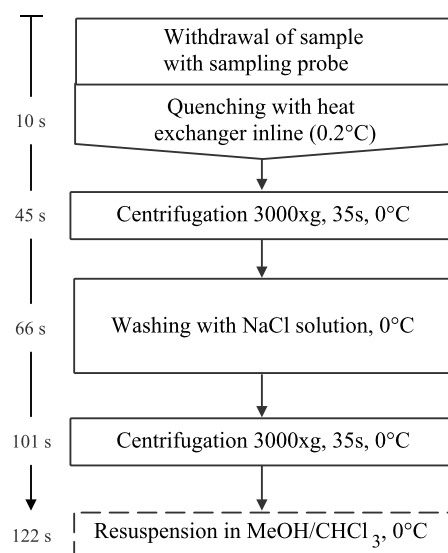 Withdrawal of sample
with sampling probe
10 s
Quenching with heat
exchanger inline (0.2°C)
45 s
Centrifugation 3000xg, 35s, 0°C
66 s
Washing with NaCl solution, 0°C
101 s
Centrifugation 3000xg, 35s, 0°C
122 s
Resuspension in MeOH/CHCl3, 0°C